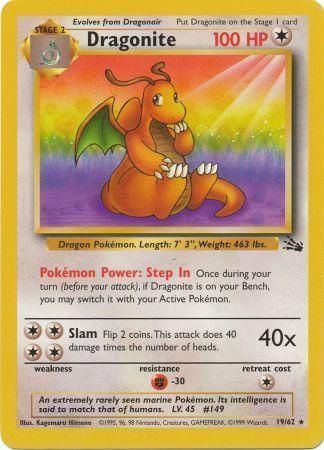 Evolves from Dragonair Put Dragonite on the Stage 1 card
STAGE 2
Dragonite 100 HP
Dragon Pokémon. Length: 7' 3", Weight: 463 lbs.
Pokémon Power: Step In Once during your
turn (before your attack), if Dragonite is on your Bench,
you may switch it with your Active Pokémon.
Slam Flip 2 coins. This attack does 40
damage times the number of heads.
40x
weakness resistance retreat cost
-30
An extremely rarely seen marine Pokémon. Its intelligence is
said to match that of humans. LV. 45 #149
Illus. Kagemaru Himeno ©1995, 96, 98 Nintendo, Creatures, GAMEFREAK. ©1999 Wizards. 19/62 ★